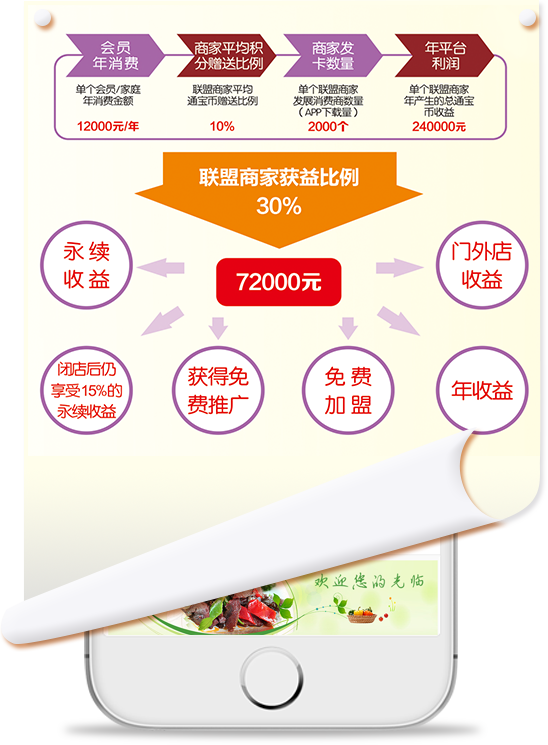 会员
年消费
商家平均积
分赠送比例
商家发
卡数量
年平台
利润
单个会员/家庭
年消费金额
12000元/年
联盟商家平均
通宝币赠送比例
10%
单个联盟商家
发展消费商数量
（APP下载量）
2000个
单个联盟商家
年产生的总通宝
币收益
240000元
联盟商家获益比例
30%
72000元
永续
收益
门外店
收益
闭店后仍
享受15%的
永续收益
获得免
费推广
免费
加盟
年收益
欢迎您的光临